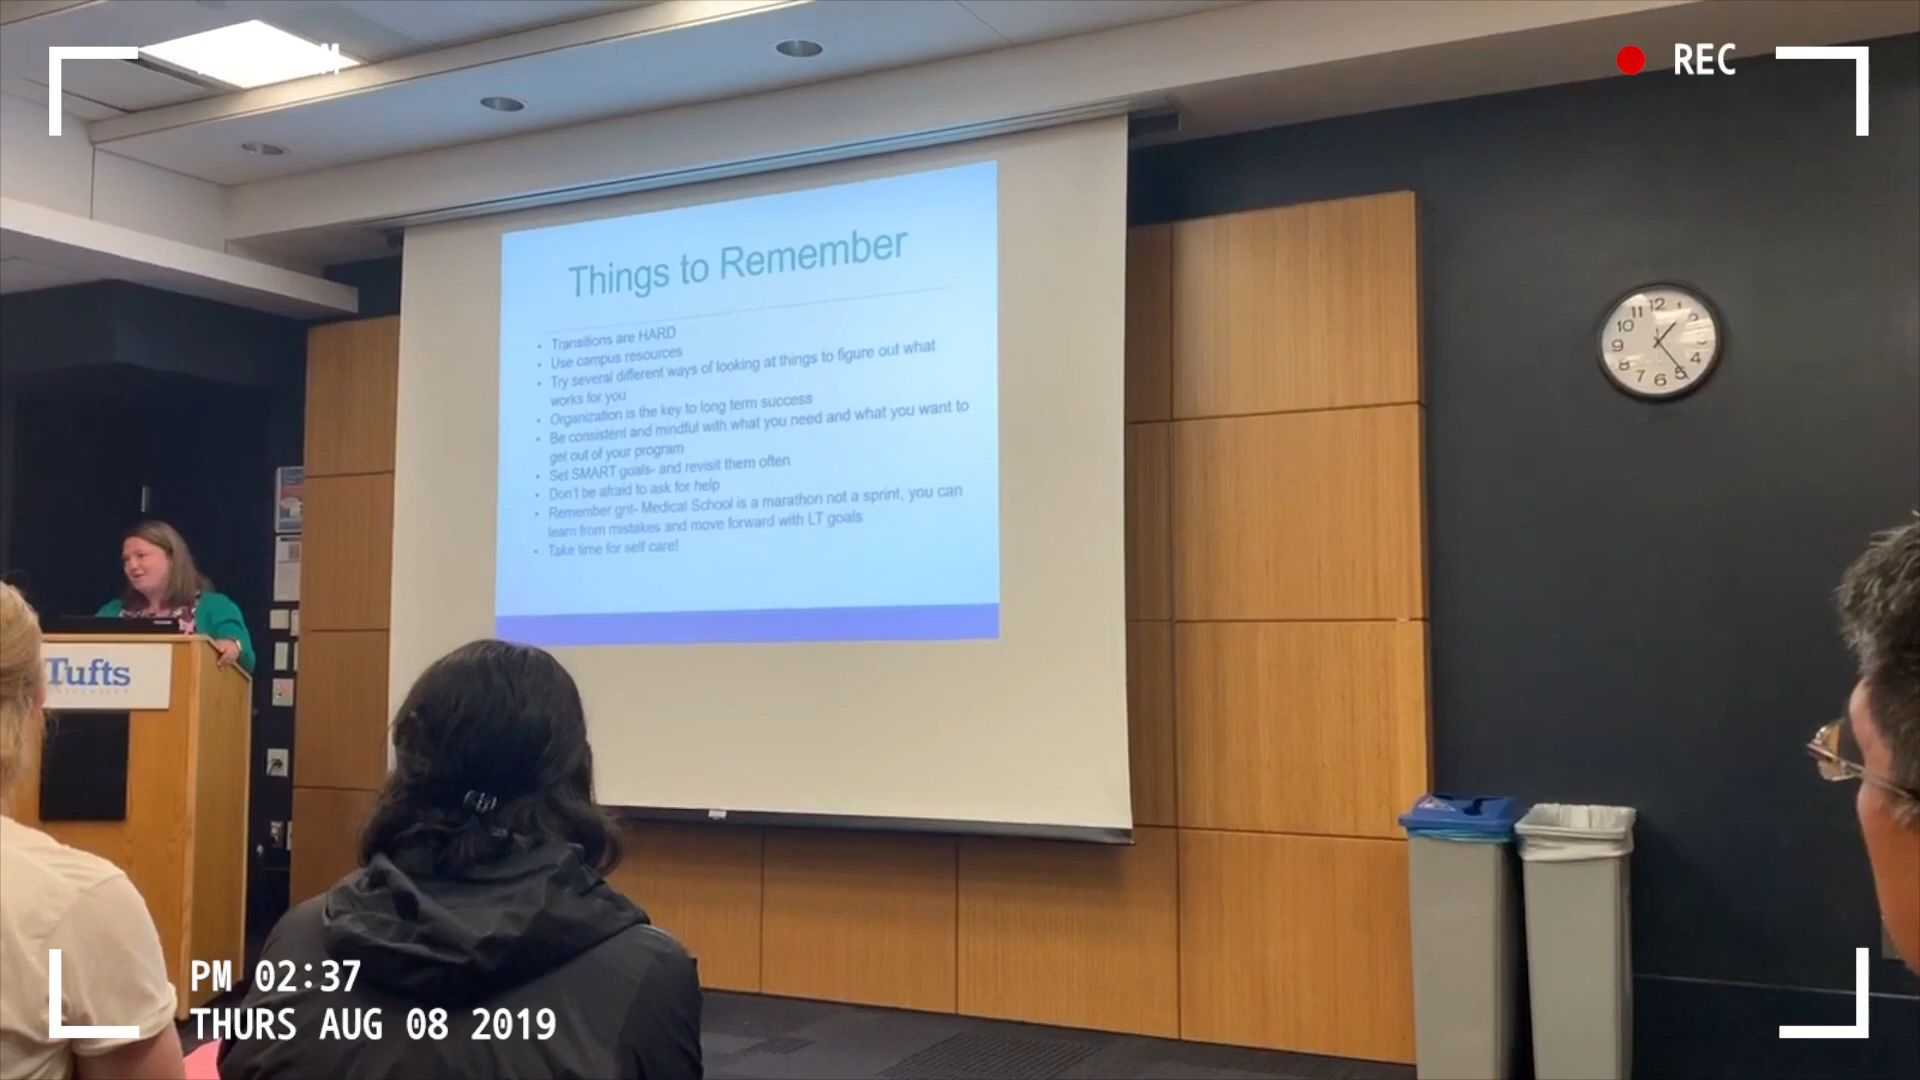 REC
Things to Remember
• Transitions are HARD
• Use campus resources
• Try several different ways of looking at things to figure out what
works for you
• Organization is the key to long term success
• Be consistent and mindful with what you need and what you want to
get out of your program
• Set SMART goals- and revisit them often
• Don't be afraid to ask for help
• Remember grit- Medical School is a marathon not a sprint, you can
learn from mistakes and move forward with LT goals
• Take time for self care!
12
1
2
3
4
5
6
7
8
9
10
11
Tufts
UNIVERSITY
PM 02:37
THURS AUG 08 2019